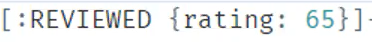 [:REVIEWED {rating: 65}]-